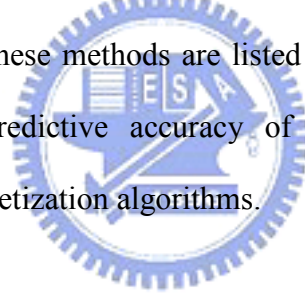 hese methods are listed
redictive accuracy of
etization algorithms.
E S A